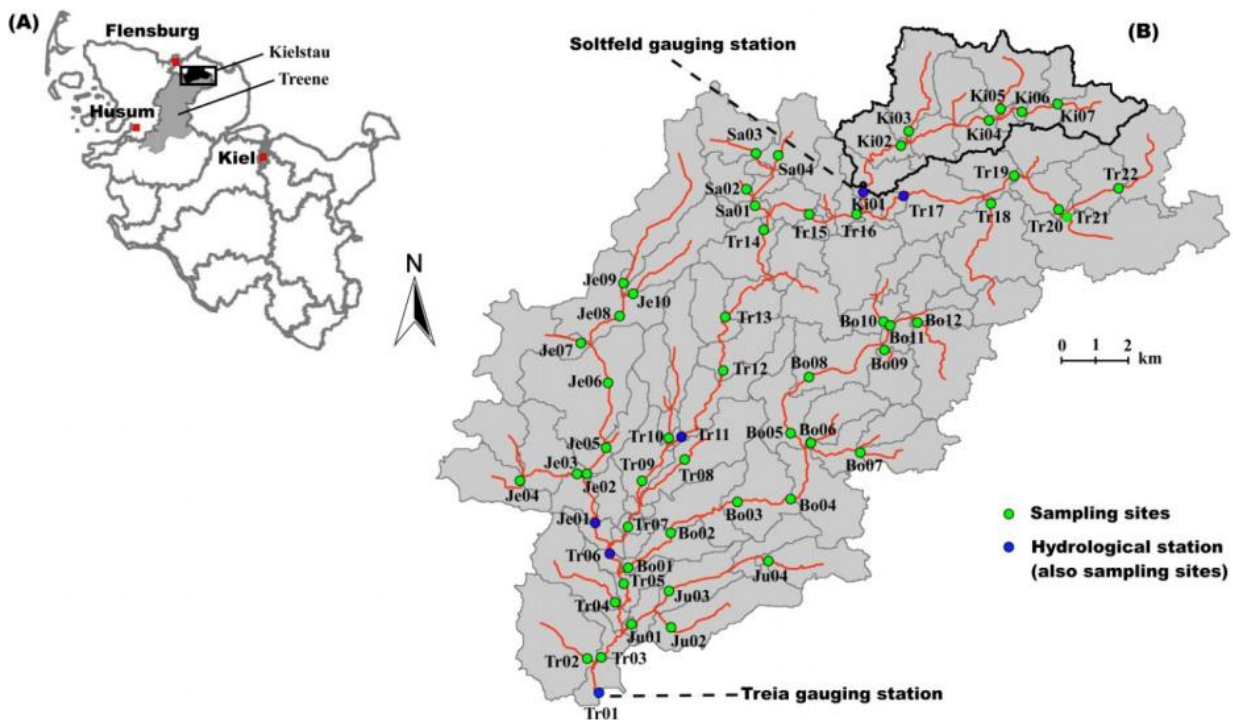 (A)
Flensburg
Kielstau
Treene
Husum
Kiel
N
Soltfeld gauging station
(B)
Ki05
Ki06
Ki03
Ki07
Ki02
Ki04
Sa03
Sa04
Tr19
Tr22
Sa02
Ki01
Tr17
Sa01
Tr18
Tr20
Tr21
Tr15
Tr16
Tr14
Je09
Je10
Je08
Tr13
Bo10
Bo12
Bo11
Je07
Bo09
0 1 2
km
Tr12
Bo08
Je06
Bo05
Bo06
Tr10
Tr11
Je05
Bo07
Je03
Tr09
Tr08
Je02
Je04
Bo03
Bo04
Je01
Tr07
Bo02
Sampling sites
Tr06
Bo01
Hydrological station
(also sampling sites)
Ju04
Tr05
Ju03
Tr04
Ju01
Ju02
Tr02
Tr03
Treia gauging station
Tr01